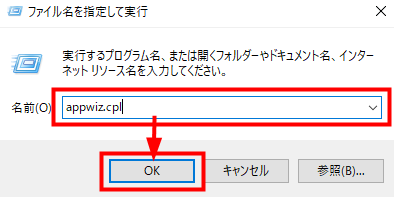 ファイル名を指定して実行
実行するプログラム名、または開くフォルダーやドキュメント名、インター
ネット リソース名を入力してください。
名前(O) appwiz.cpl
OK キャンセル 参照(B)...